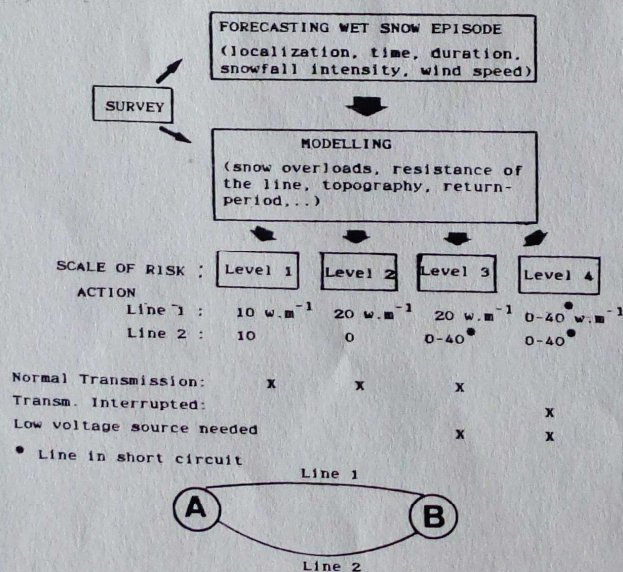 FORECASTING WET SNOW EPISODE
(localization, time, duration,
snowfall intensity, wind speed)
SURVEY
MODELLING
(snow overloads, resistance of
the line, topography, return-
period,...)
SCALE OF RISK : Level 1 Level 2 Level 3 Level 4
ACTION
Line 1 : 10 w.m⁻¹ 20 w.m⁻¹ 20 w.m⁻¹ 0-40● w.m⁻¹
Line 2 : 10 0 0-40● 0-40●
Normal Transmission: x x x
Transm. Interrupted: x
Low voltage source needed x x
● Line in short circuit
Line 1
A B
Line 2